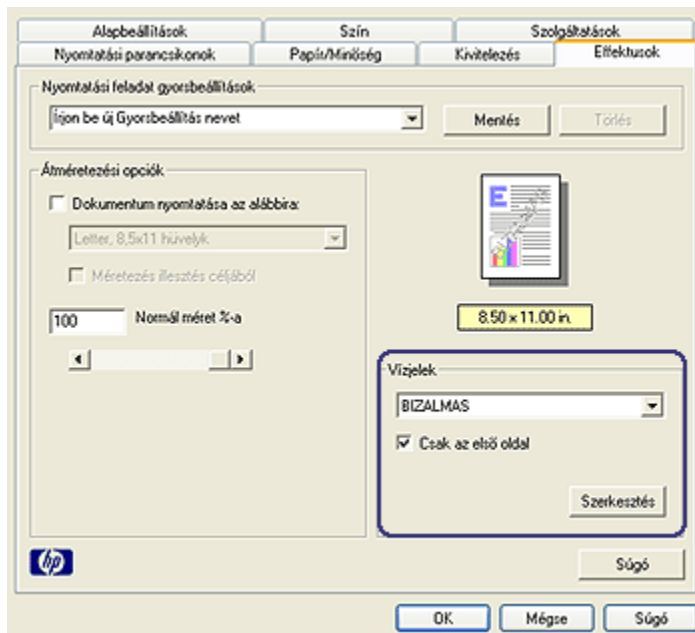 Alapbeállítások Szín Szolgáltatások
Nyomtatási parancsikonok Papír/Minőség Kivitelezés Effektusok
Nyomtatási feladat gyorsbeállítások
Írjon be új Gyorsbeállítás nevet Mentés Törlés
Átméretezési opciók
Dokumentum nyomtatása az alábbira:
Letter, 8,5x11 hüvelyk
Méretezés illesztés céljából
100 Normál méret %-a
E
8.50 × 11.00 in.
Vízjelek
BIZALMAS
Csak az első oldal
Szerkesztés
hp
Súgó
OK Mégse Súgó